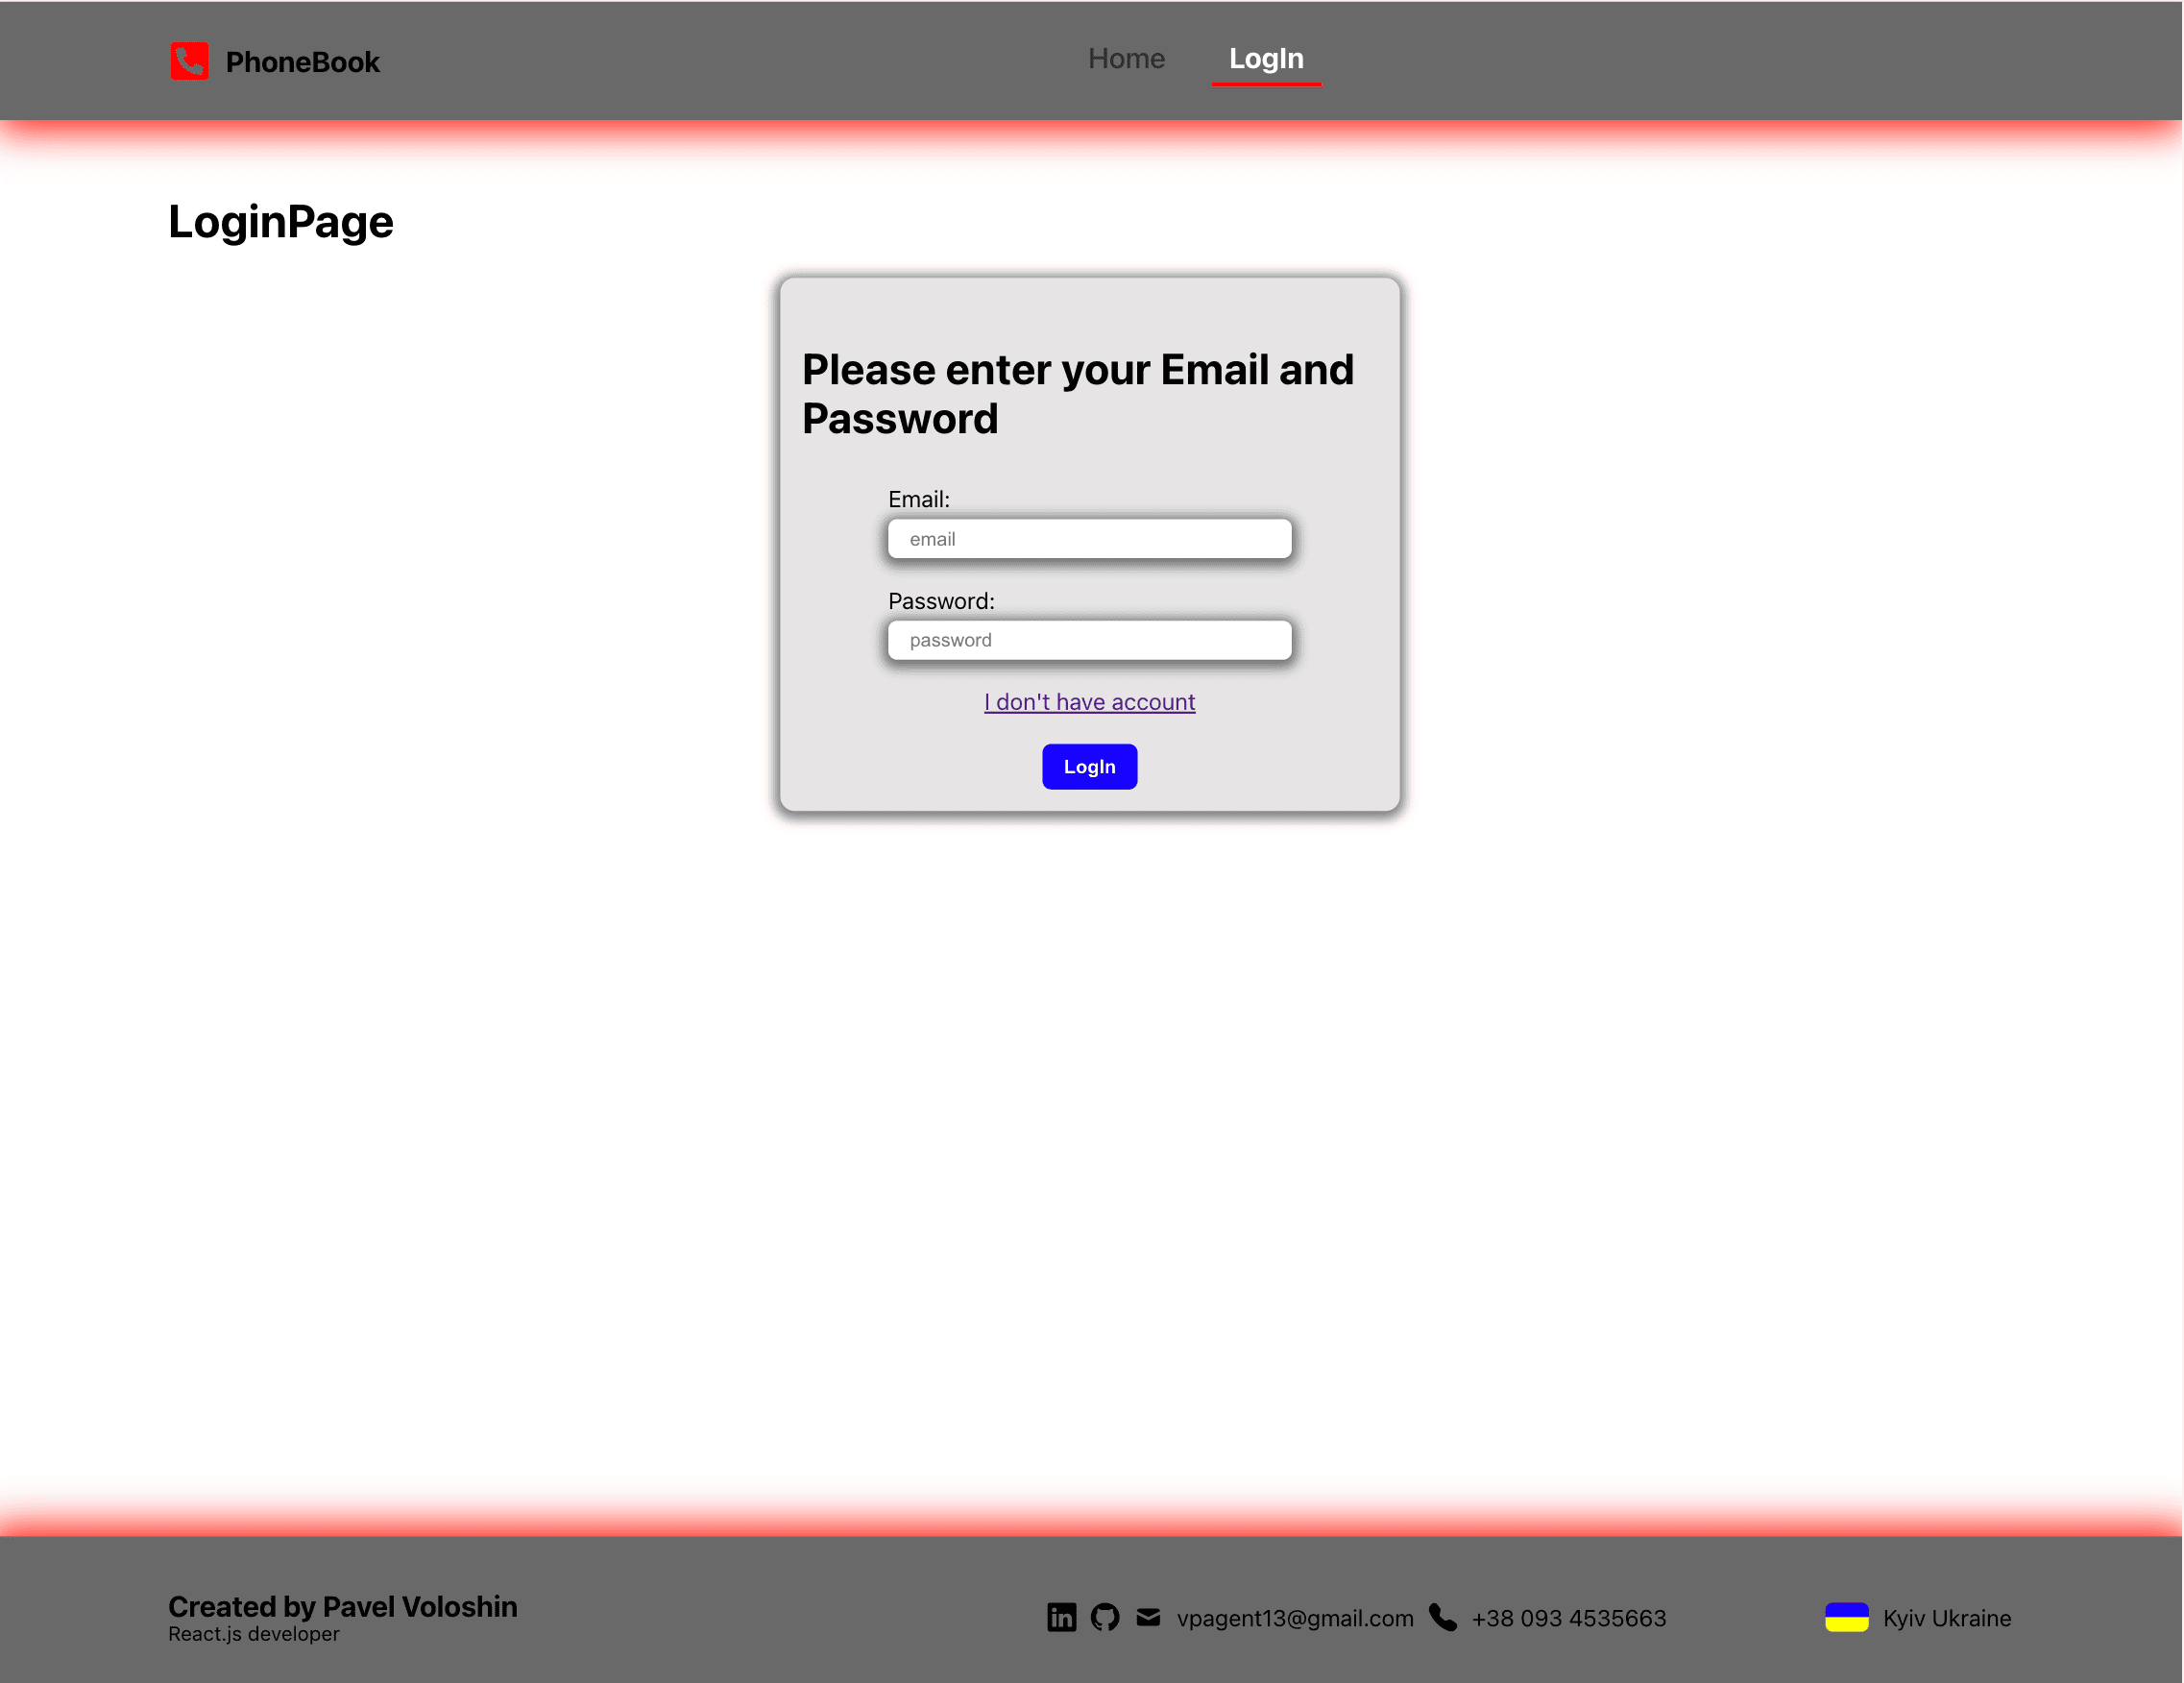 PhoneBook
Home
LogIn
LoginPage
Please enter your Email and
Password
Email:
email
Password:
password
I don't have account
LogIn
Created by Pavel Voloshin
React.js developer
in
vpagent13@gmail.com
+38 093 4535663
Kyiv Ukraine